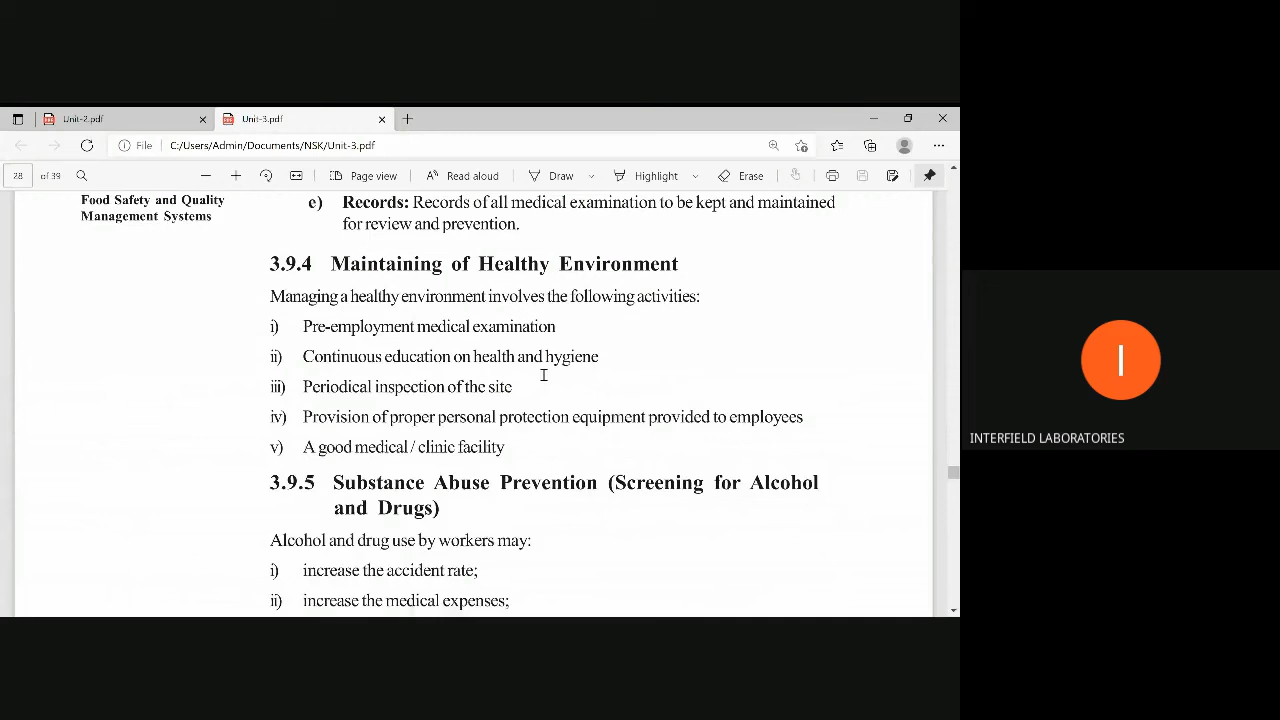 Unit-2.pdf
Unit-3.pdf
File C:/Users/Admin/Documents/NSK/Unit-3.pdf
28 of 39 Page view Read aloud Draw Highlight Erase
Food Safety and Quality
Management Systems
e) Records: Records of all medical examination to be kept and maintained
for review and prevention.
3.9.4 Maintaining of Healthy Environment
Managing a healthy environment involves the following activities:
i) Pre-employment medical examination
ii) Continuous education on health and hygiene
iii) Periodical inspection of the site
iv) Provision of proper personal protection equipment provided to employees
v) A good medical / clinic facility
3.9.5 Substance Abuse Prevention (Screening for Alcohol
and Drugs)
Alcohol and drug use by workers may:
i) increase the accident rate;
ii) increase the medical expenses;
I
INTERFIELD LABORATORIES